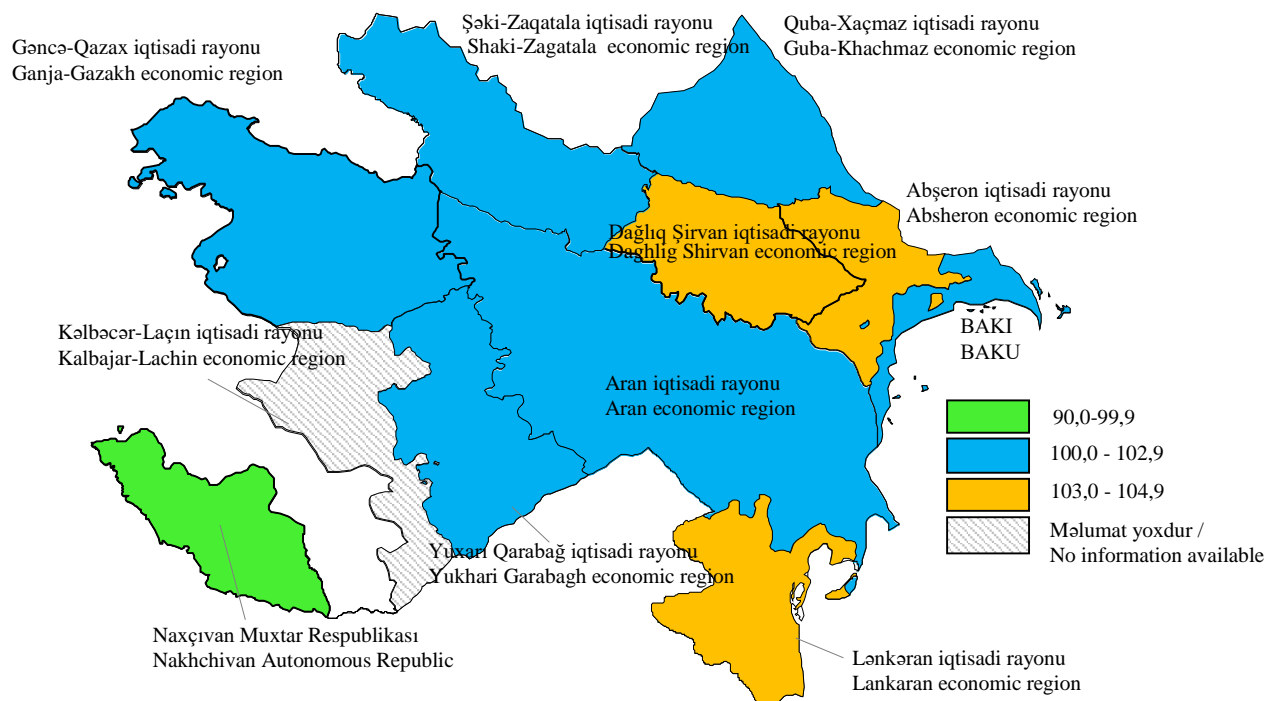 Şəki-Zaqatala iqtisadi rayonu
Shaki-Zagatala economic region
Quba-Xaçmaz iqtisadi rayonu
Guba-Khachmaz economic region
Gəncə-Qazax iqtisadi rayonu
Ganja-Gazakh economic region
Abşeron iqtisadi rayonu
Absheron economic region
Dağlıq Şirvan iqtisadi rayonu
Daghlig Shirvan economic region
BAKI
BAKU
Kəlbəcər-Laçın iqtisadi rayonu
Kalbajar-Lachin economic region
Aran iqtisadi rayonu
Aran economic region
90,0-99,9
100,0 - 102,9
103,0 - 104,9
Məlumat yoxdur /
No information available
Yuxarı Qarabağ iqtisadi rayonu
Yukhari Garabagh economic region
Naxçıvan Muxtar Respublikası
Nakhchivan Autonomous Republic
Lənkəran iqtisadi rayonu
Lankaran economic region